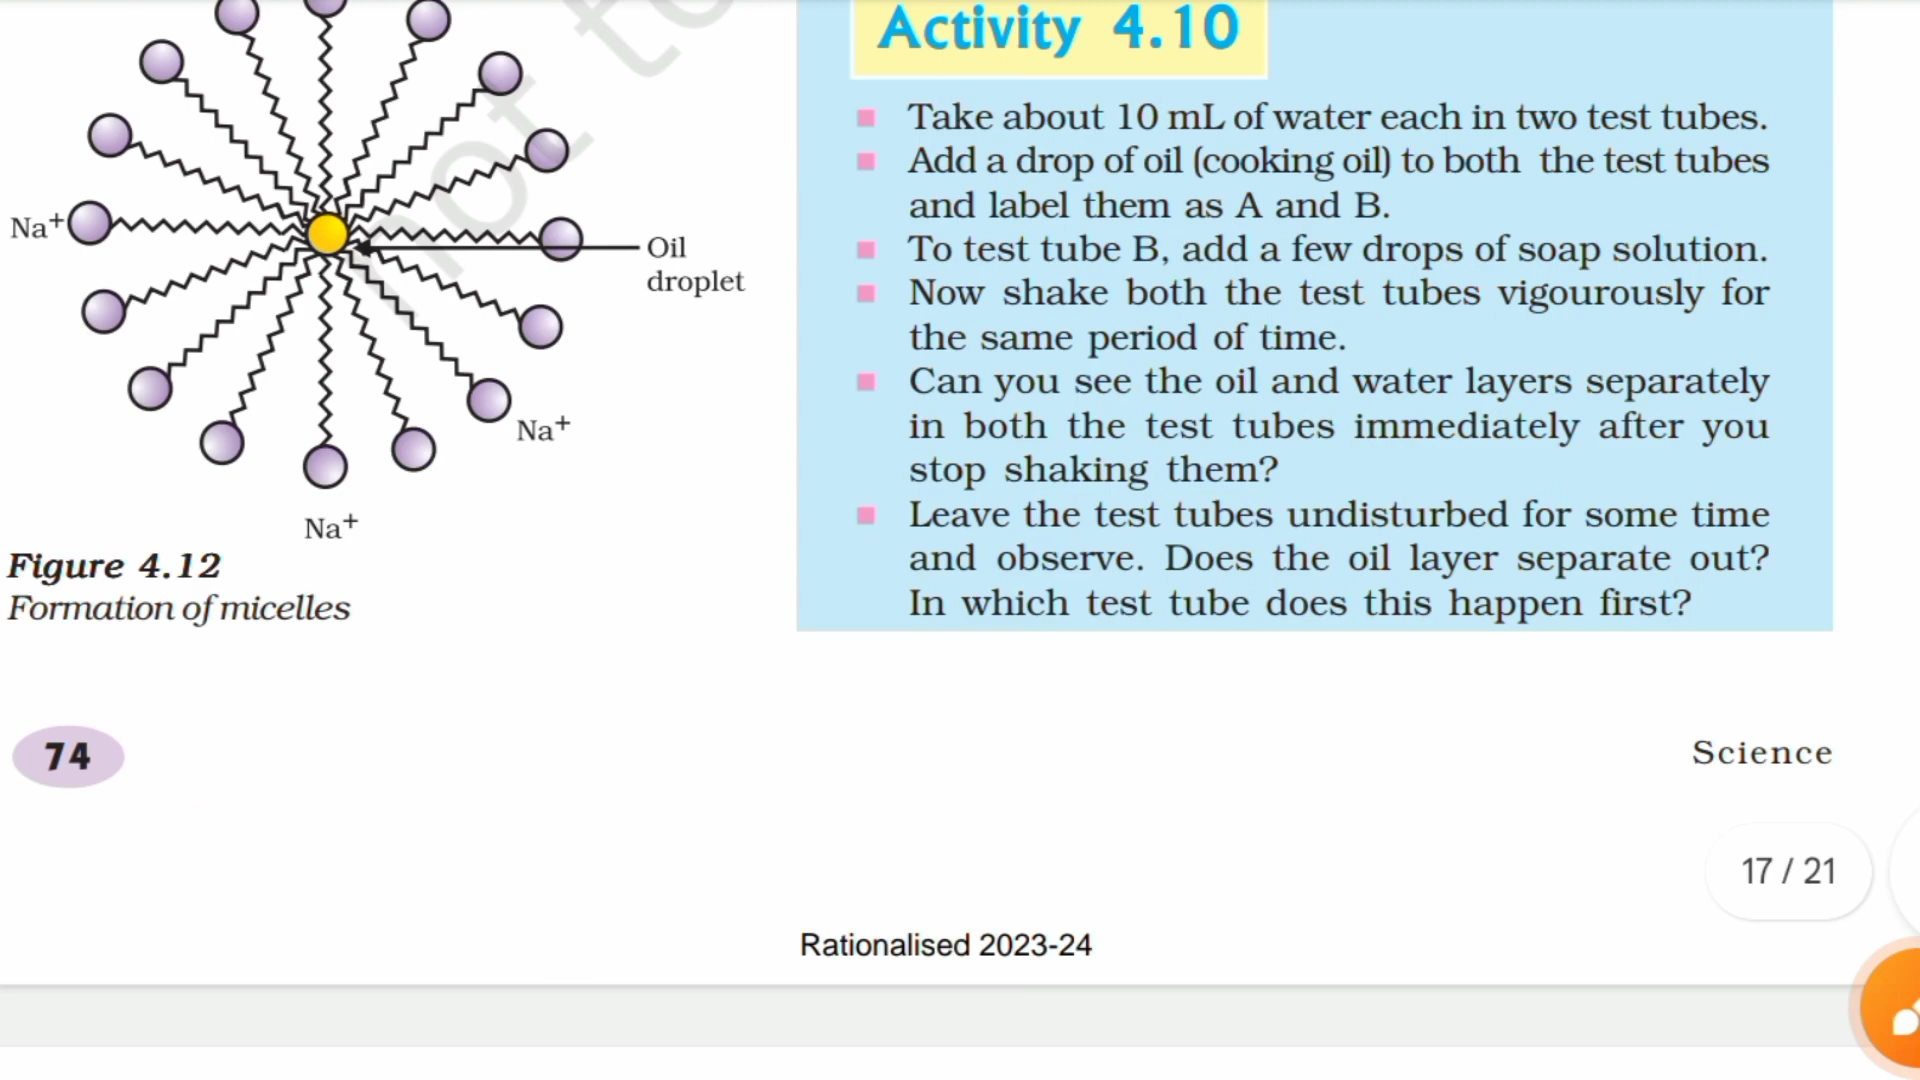 Activity 4.10
Take about 10 mL of water each in two test tubes.
Add a drop of oil (cooking oil) to both the test tubes
and label them as A and B.
To test tube B, add a few drops of soap solution.
Now shake both the test tubes vigourously for
the same period of time.
Can you see the oil and water layers separately
in both the test tubes immediately after you
stop shaking them?
Leave the test tubes undisturbed for some time
and observe. Does the oil layer separate out?
In which test tube does this happen first?
Na+
Oil
droplet
Na+
Na+
Figure 4.12
Formation of micelles
not to
74
Science
17 / 21
Rationalised 2023-24